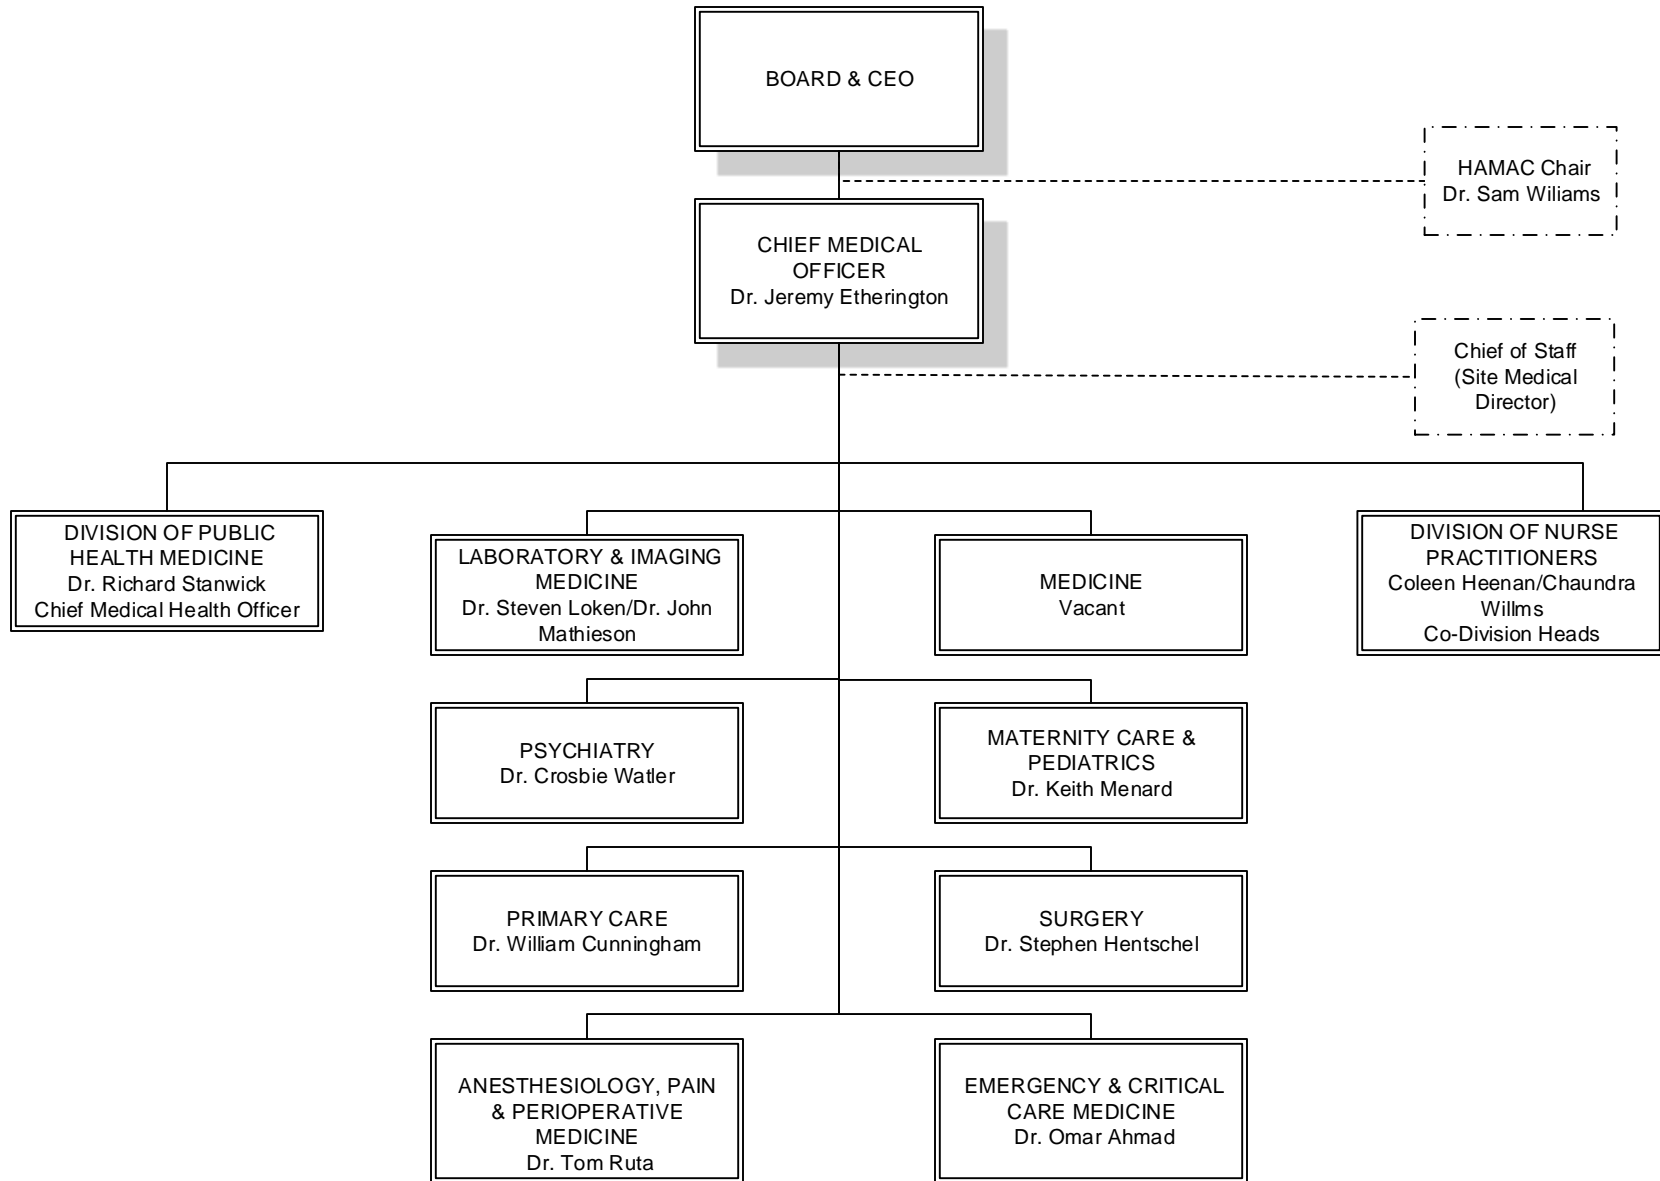 BOARD & CEO
HAMAC Chair
Dr. Sam Wiliams
CHIEF MEDICAL
OFFICER
Dr. Jeremy Etherington
Chief of Staff
(Site Medical
Director)
DIVISION OF PUBLIC
HEALTH MEDICINE
Dr. Richard Stanwick
Chief Medical Health Officer
LABORATORY & IMAGING
MEDICINE
Dr. Steven Loken/Dr. John
Mathieson
MEDICINE
Vacant
DIVISION OF NURSE
PRACTITIONERS
Coleen Heenan/Chaundra
Willms
Co-Division Heads
PSYCHIATRY
Dr. Crosbie Watler
MATERNITY CARE &
PEDIATRICS
Dr. Keith Menard
PRIMARY CARE
Dr. William Cunningham
SURGERY
Dr. Stephen Hentschel
ANESTHESIOLOGY, PAIN
& PERIOPERATIVE
MEDICINE
Dr. Tom Ruta
EMERGENCY & CRITICAL
CARE MEDICINE
Dr. Omar Ahmad